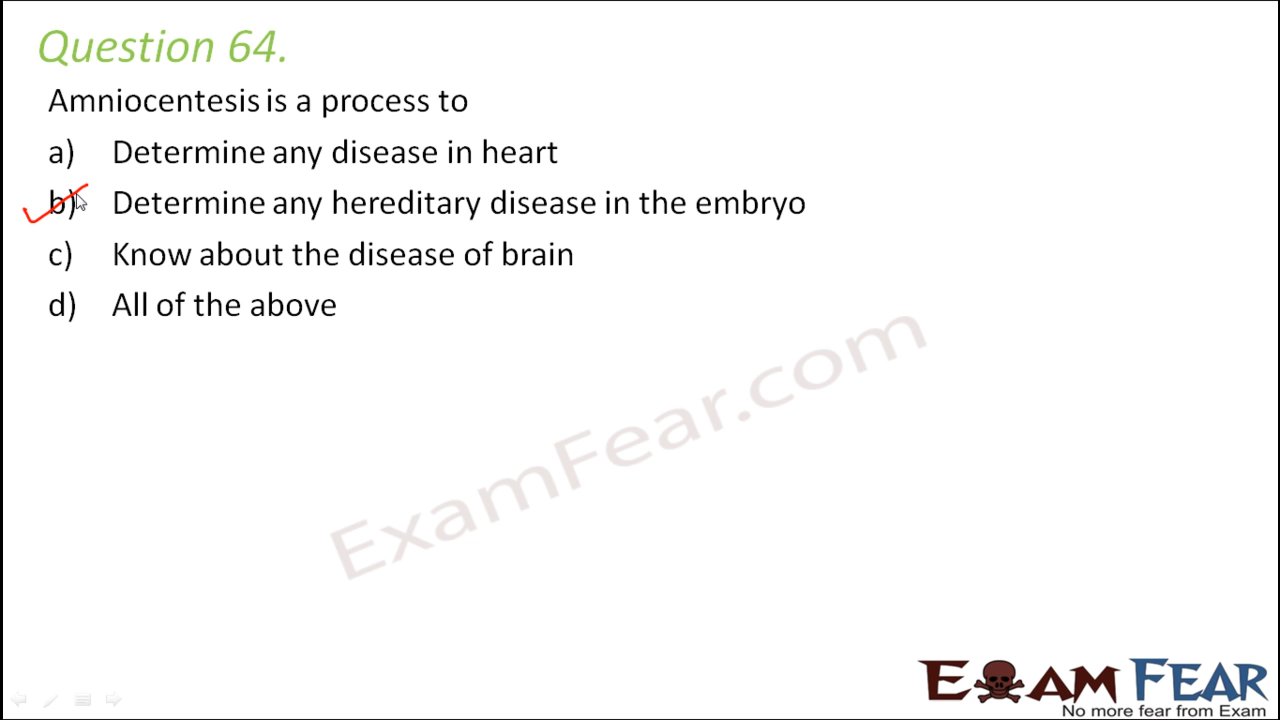 Question 64.
Amniocentesis is a process to
a) Determine any disease in heart
b) Determine any hereditary disease in the embryo
c) Know about the disease of brain
d) All of the above
ExamFear.com
EXAM FEAR
No more fear from Exam